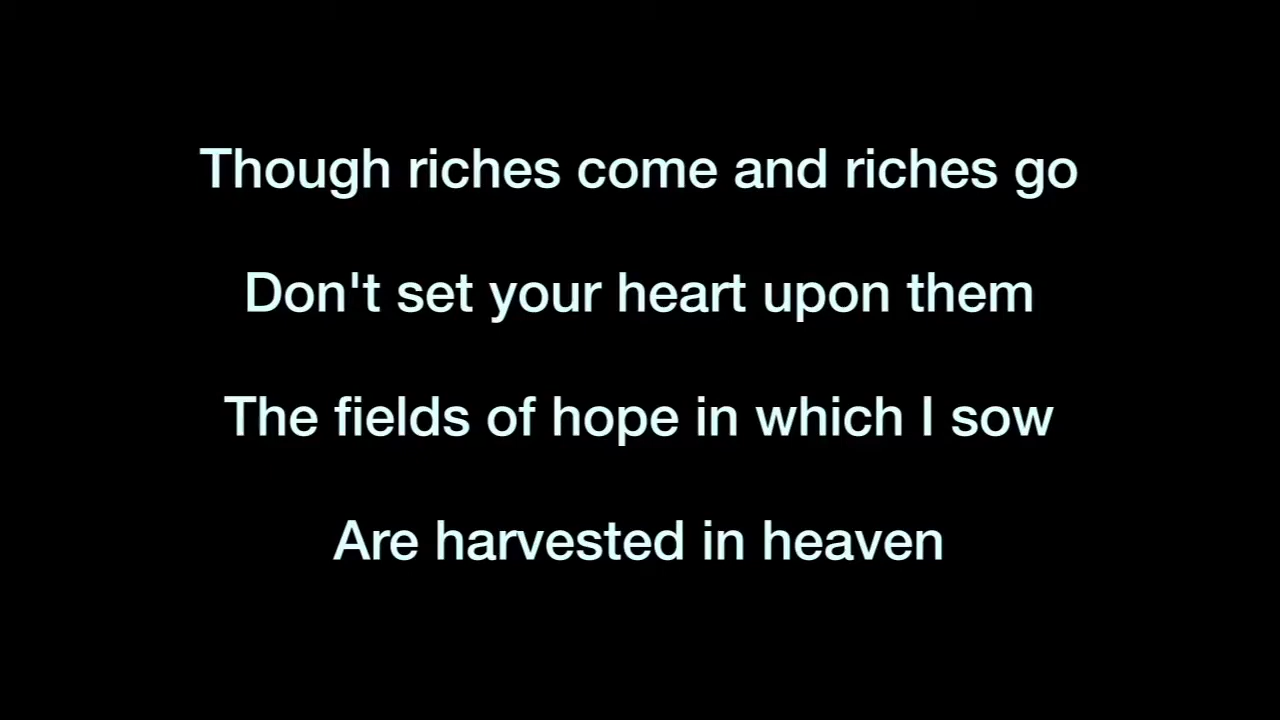 Though riches come and riches go
Don't set your heart upon them
The fields of hope in which I sow
Are harvested in heaven